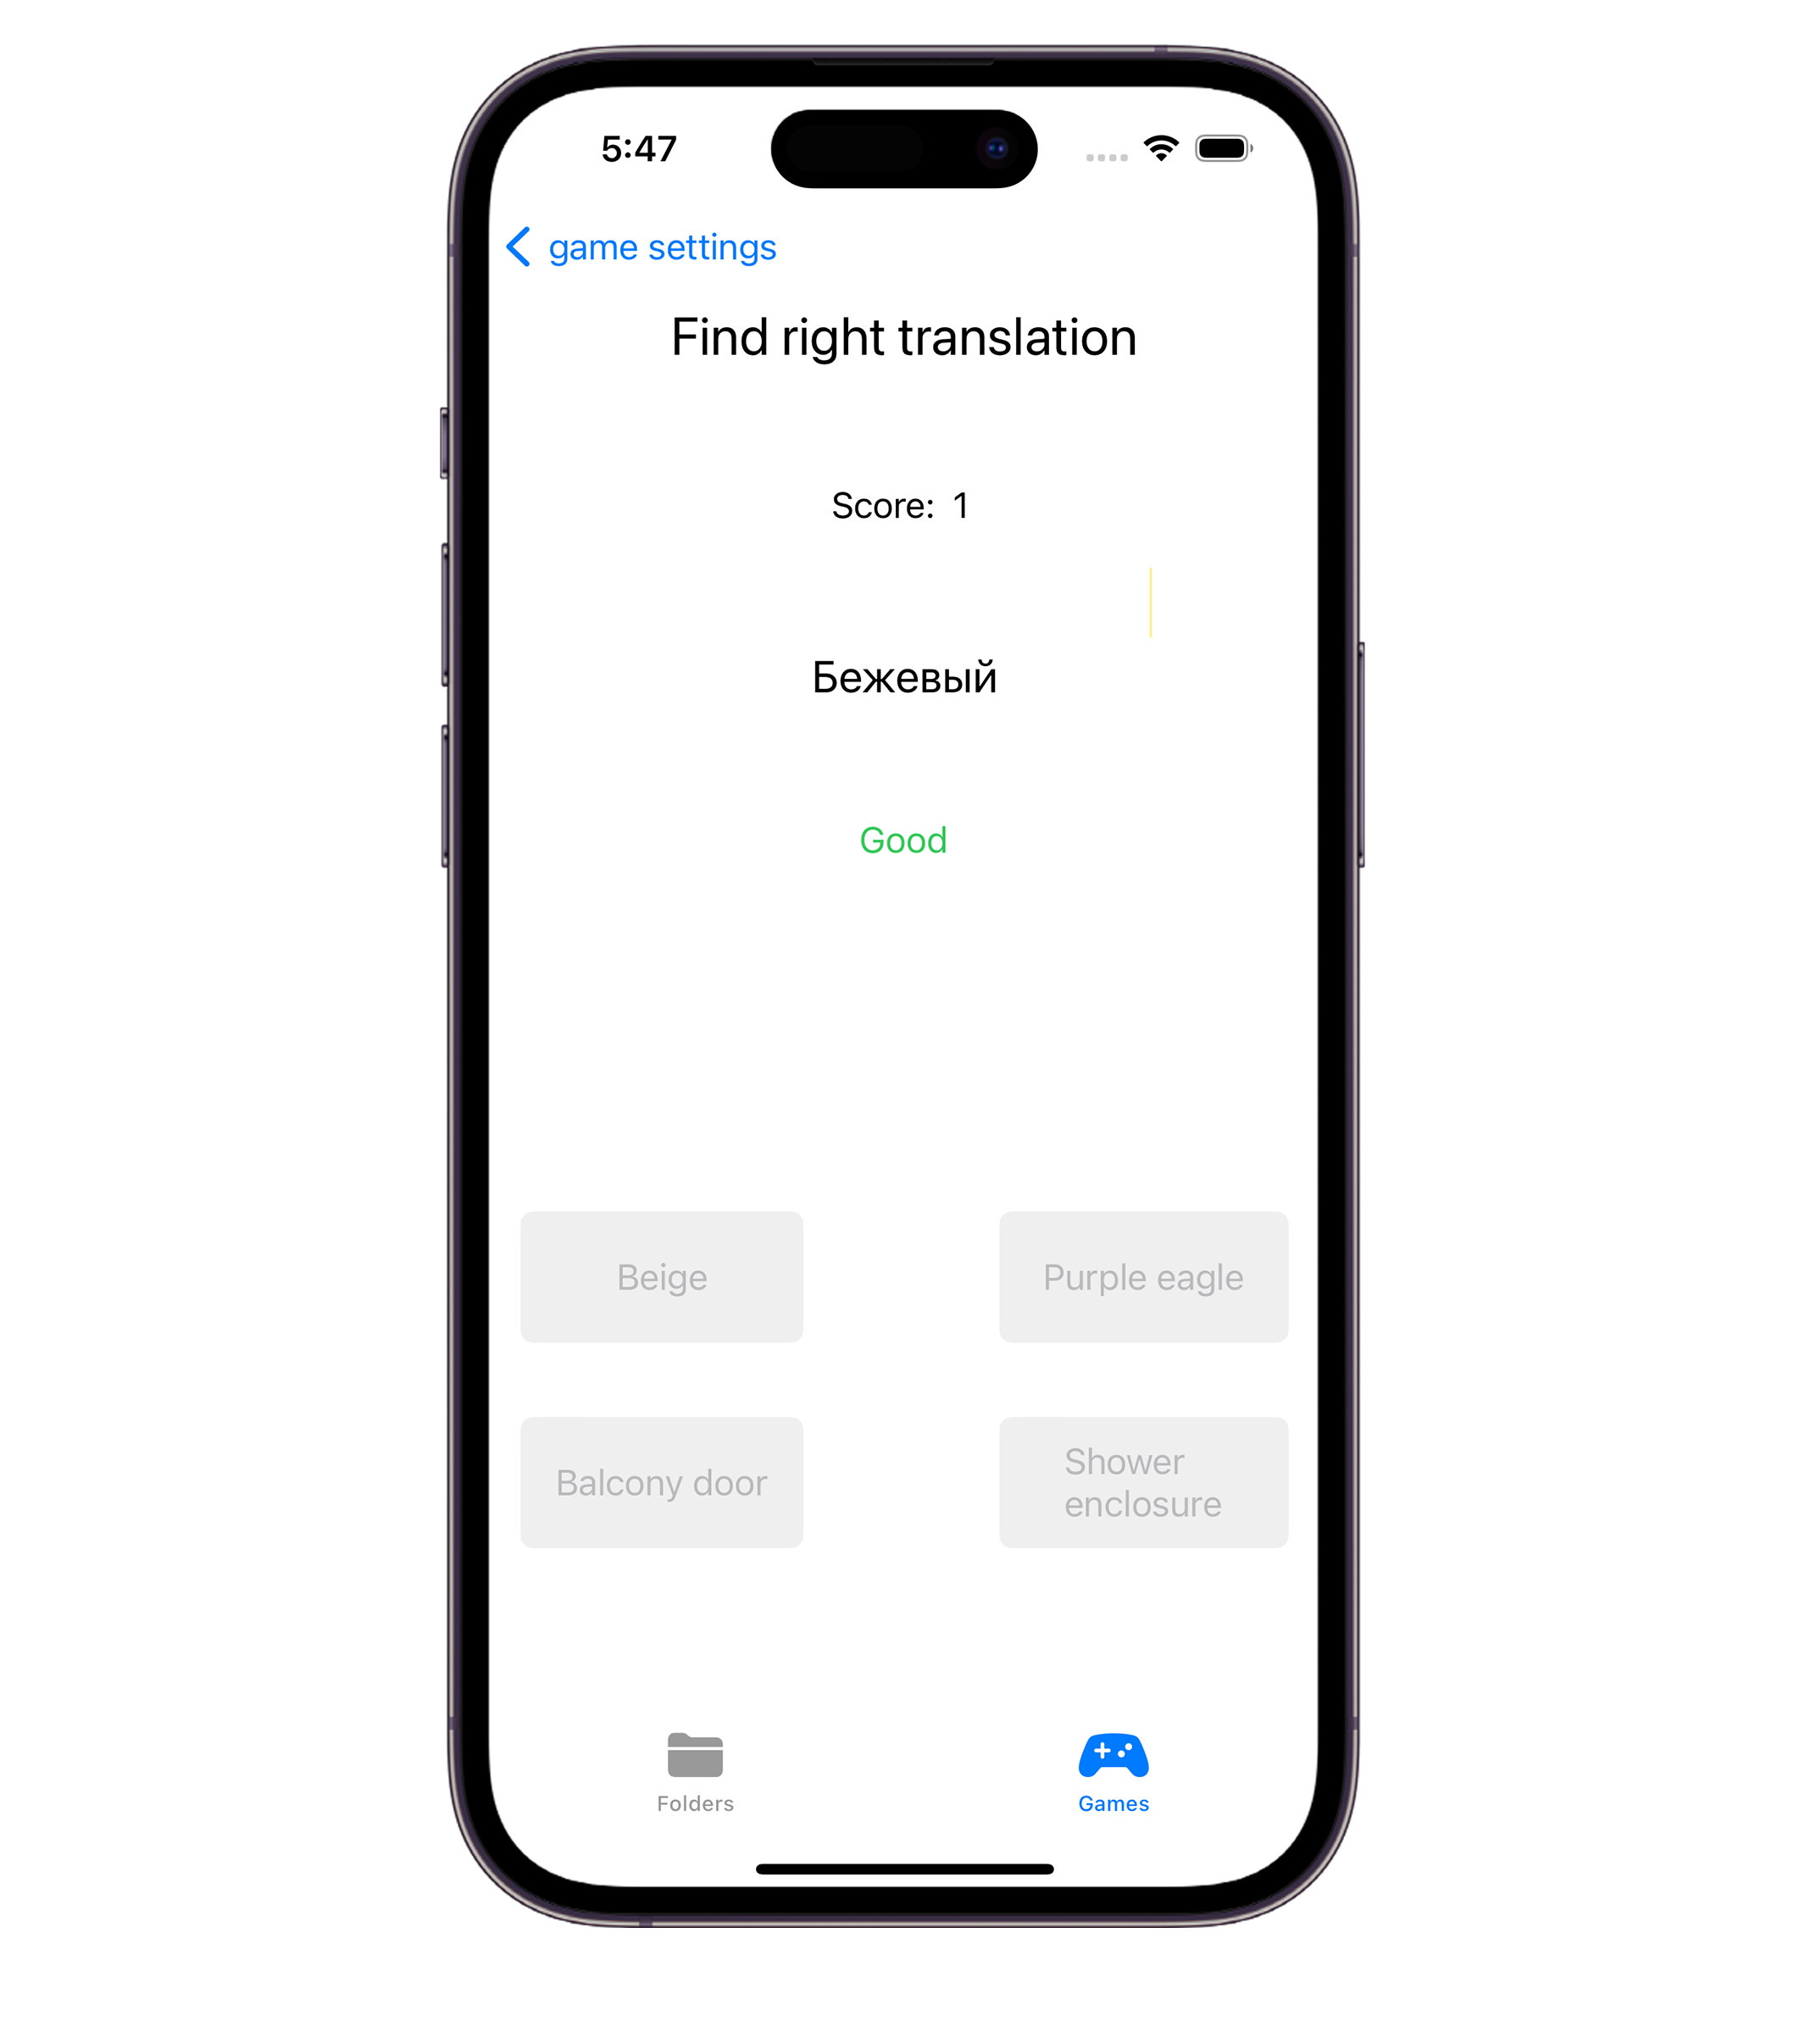 5:47
game settings
Find right translation
Score: 1
Бежевый
Good
Beige
Purple eagle
Balcony door
Shower
enclosure
Folders
Games